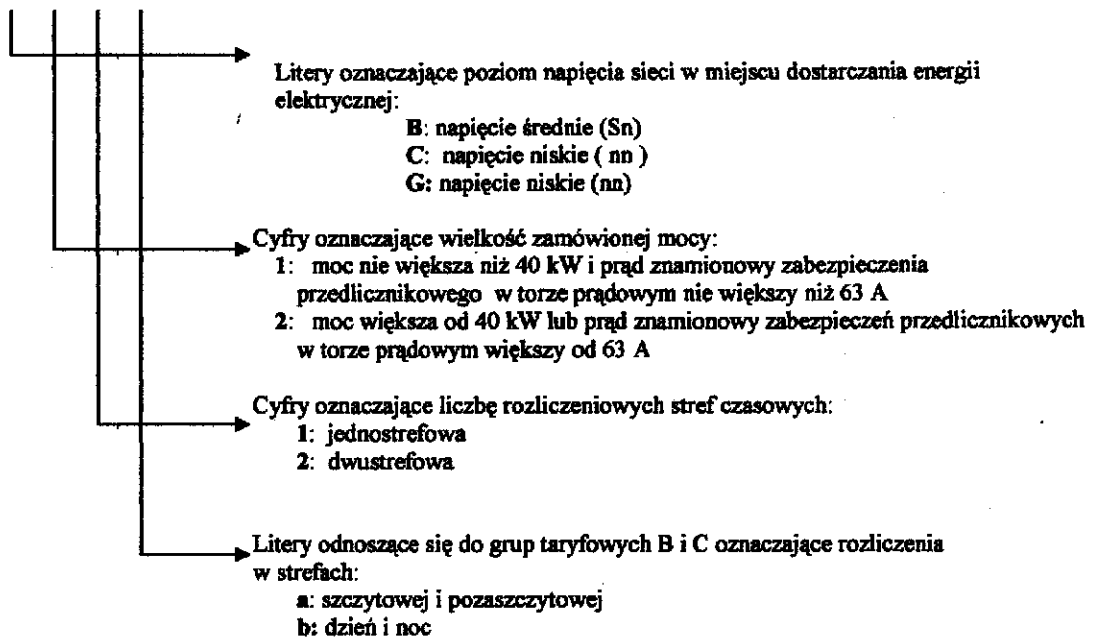 Litery oznaczające poziom napięcia sieci w miejscu dostarczania energii
elektrycznej:
B: napięcie średnie (Sn)
C: napięcie niskie ( nn )
G: napięcie niskie (nn)
Cyfry oznaczające wielkość zamówionej mocy:
1: moc nie większa niż 40 kW i prąd znamionowy zabezpieczenia
przedlicznikowego w torze prądowym nie większy niż 63 A
2: moc większa od 40 kW lub prąd znamionowy zabezpieczeń przedlicznikowych
w torze prądowym większy od 63 A
Cyfry oznaczające liczbę rozliczeniowych stref czasowych:
1: jednostrefowa
2: dwustrefowa
Litery odnoszące się do grup taryfowych B i C oznaczające rozliczenia
w strefach:
a: szczytowej i pozaszczytowej
b: dzień i noc